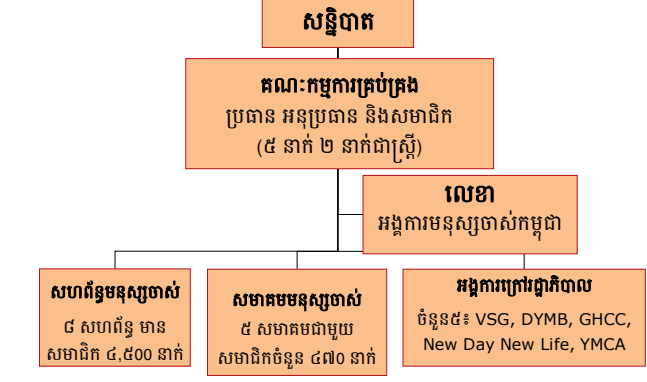 សន្និបាត
គណៈកម្មការគ្រប់គ្រង
ប្រធាន អនុប្រធាន និងសមាជិក
(៥ នាក់ ២ នាក់ជាស្ត្រី)
លេខា
អង្គការមនុស្សចាស់កម្ពុជា
សហព័ន្ធមនុស្សចាស់
៨ សហព័ន្ធ មាន
សមាជិក ៤,៥០០ នាក់
សមាគមមនុស្សចាស់
៥ សមាគមជាមួយ
សមាជិកចំនួន ៤៧០ នាក់
អង្គការក្រៅរដ្ឋាភិបាល
ចំនួន៥៖ VSG, DYMB, GHCC,
New Day New Life, YMCA